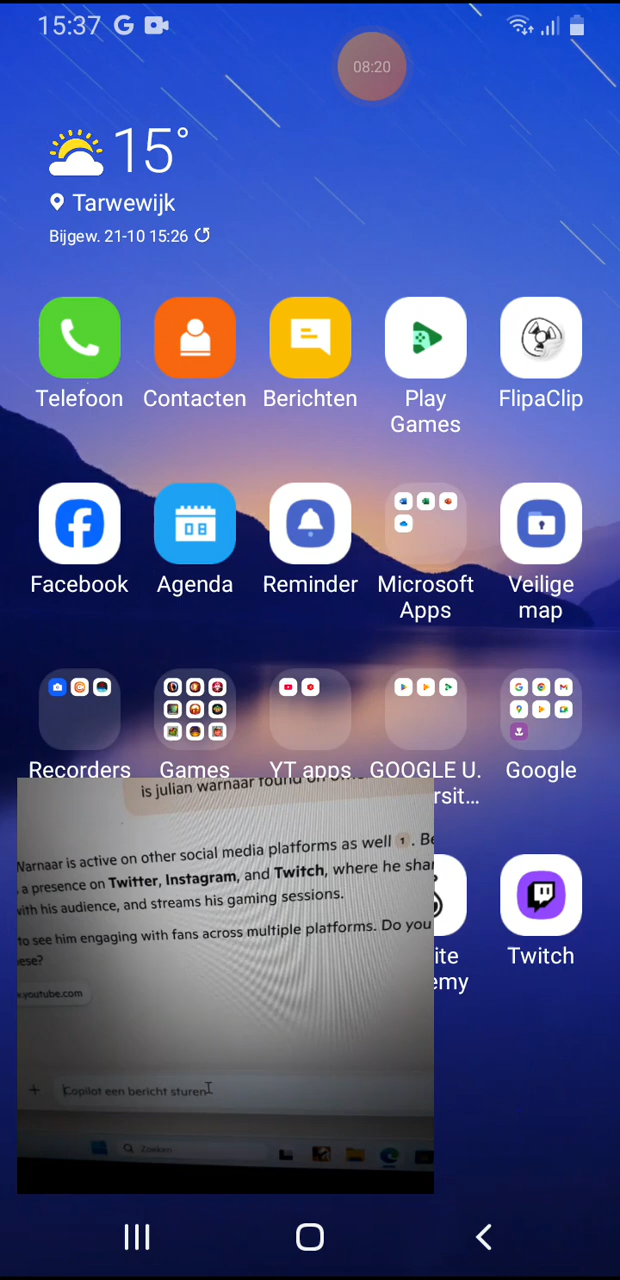 15:37
08:20
15°
Tarwewijk
Bijgew. 21-10 15:26
Telefoon Contacten Berichten Play Games FlipaClip
Facebook Agenda Reminder Microsoft Apps Veilige map
08
Recorders Games YT apps GOOGLE U. rsit... Google
is julian warnaar found on
Warnaar is active on other social media platforms as well 1. Be
a presence on Twitter, Instagram, and Twitch, where he shar
with his audience, and streams his gaming sessions.
to see him engaging with fans across multiple platforms. Do you
ese?
w.youtube.com
ite
emy
Twitch
+ Copilot een bericht sturen
Zoeken